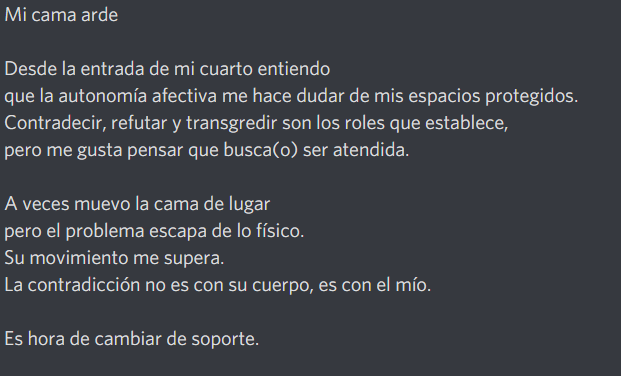 Mi cama arde
Desde la entrada de mi cuarto entiendo
que la autonomía afectiva me hace dudar de mis espacios protegidos.
Contradecir, refutar y transgredir son los roles que establece,
pero me gusta pensar que busca(o) ser atendida.
A veces muevo la cama de lugar
pero el problema escapa de lo físico.
Su movimiento me supera.
La contradicción no es con su cuerpo, es con el mío.
Es hora de cambiar de soporte.